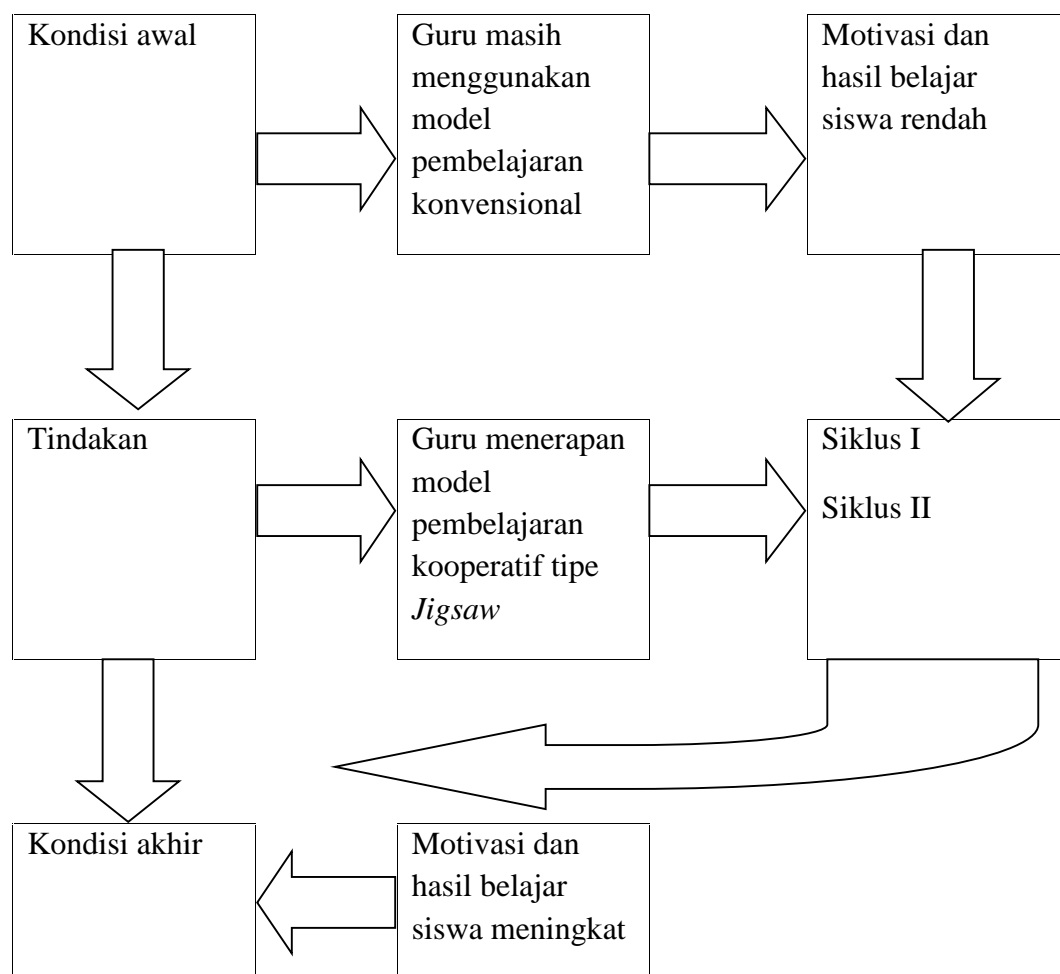 Kondisi awal
Guru masih
menggunakan
model
pembelajaran
konvensional
Motivasi dan
hasil belajar
siswa rendah
Tindakan
Guru menerapan
model
pembelajaran
kooperatif tipe
Jigsaw
Siklus I
Siklus II
Kondisi akhir
Motivasi dan
hasil belajar
siswa meningkat